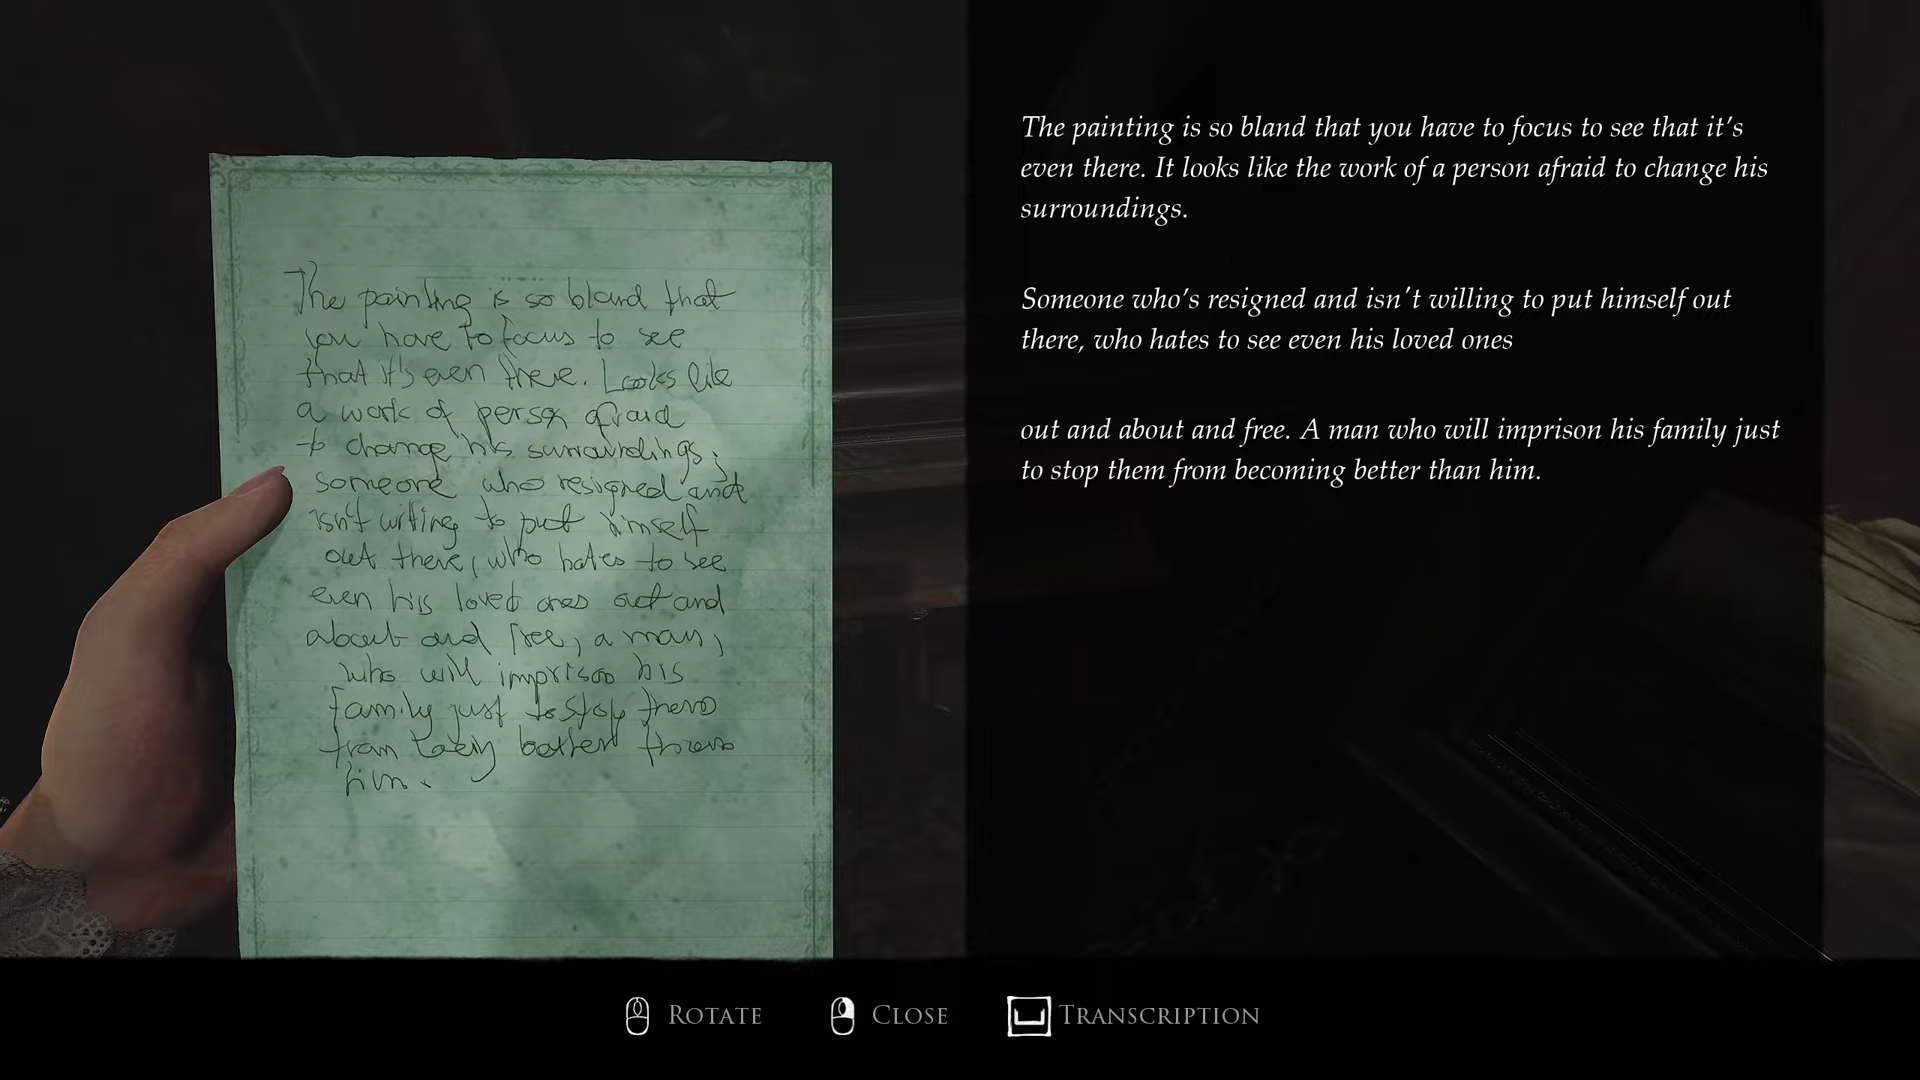 The painting is so bland that
you have to focus to see
that it's even there. Looks like
a work of person afraid
to change his surroundings,
someone who resigned and
isn't willing to put himself
out there, who hates to see
even his loved ones out and
about and free, a man,
who will imprison his
family just to stop them
from being better than
him.
The painting is so bland that you have to focus to see that it's
even there. It looks like the work of a person afraid to change his
surroundings.
Someone who's resigned and isn't willing to put himself out
there, who hates to see even his loved ones
out and about and free. A man who will imprison his family just
to stop them from becoming better than him.
ROTATE CLOSE TRANSCRIPTION